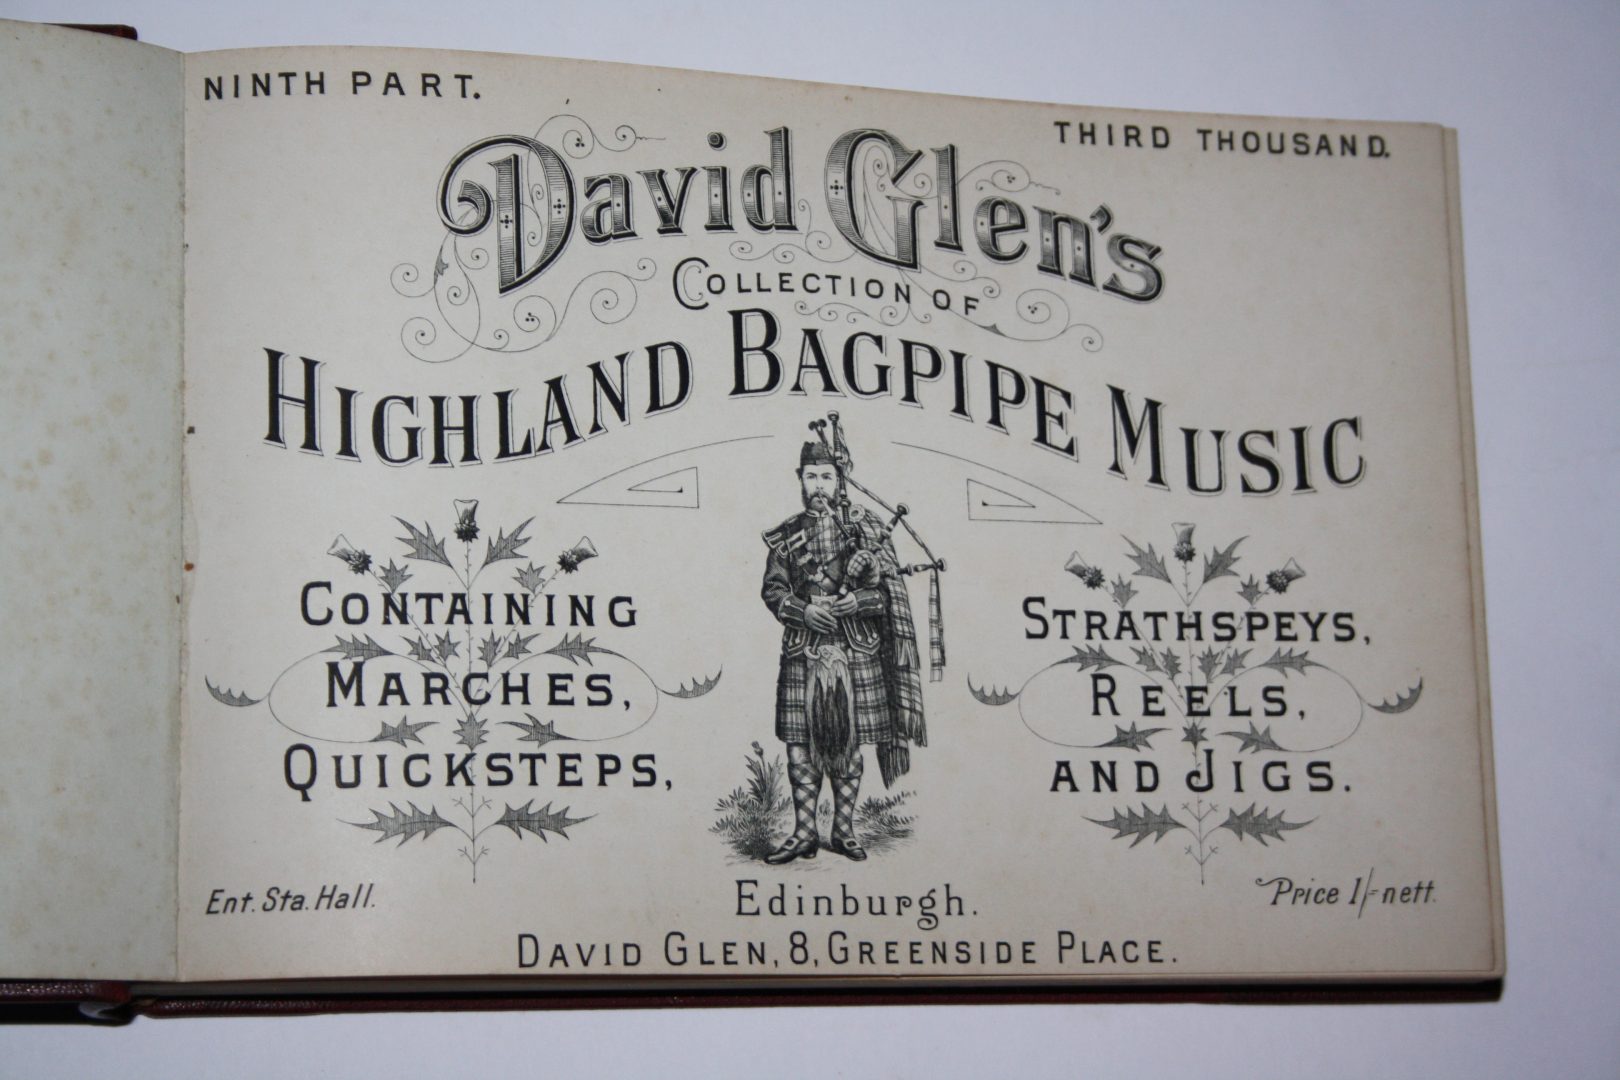 NINTH PART.
THIRD THOUSAND.
David Glen's
COLLECTION OF
HIGHLAND BAGPIPE MUSIC
CONTAINING
MARCHES,
QUICKSTEPS,
STRATHSPEYS,
REELS,
AND JIGS.
Ent. Sta. Hall.
Edinburgh.
Price 1/= nett.
DAVID GLEN, 8, GREENSIDE PLACE.